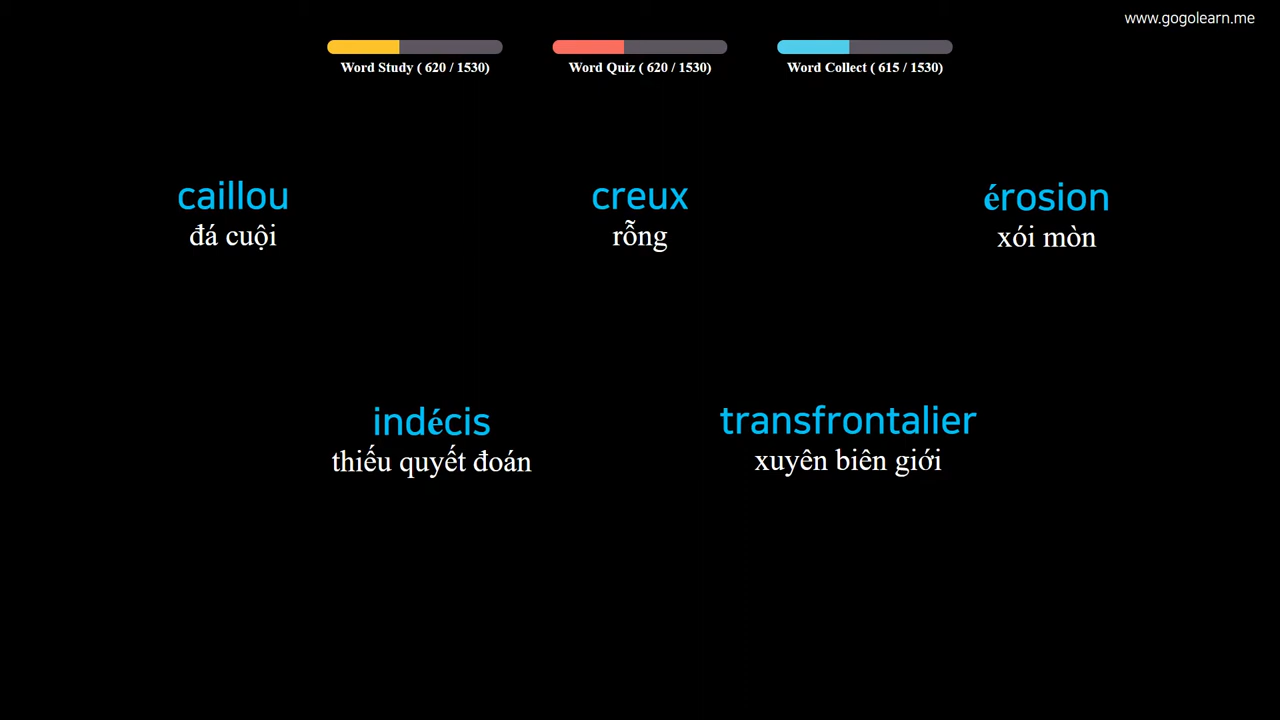 www.gogolearn.me
Word Study ( 620 / 1530)
Word Quiz ( 620 / 1530)
Word Collect ( 615 / 1530)
caillou
đá cuội
creux
rỗng
érosion
xói mòn
indécis
thiếu quyết đoán
transfrontalier
xuyên biên giới